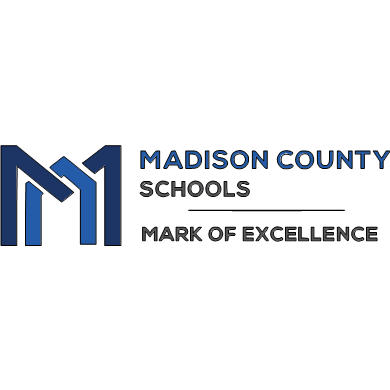 MADISON COUNTY
SCHOOLS
MARK OF EXCELLENCE